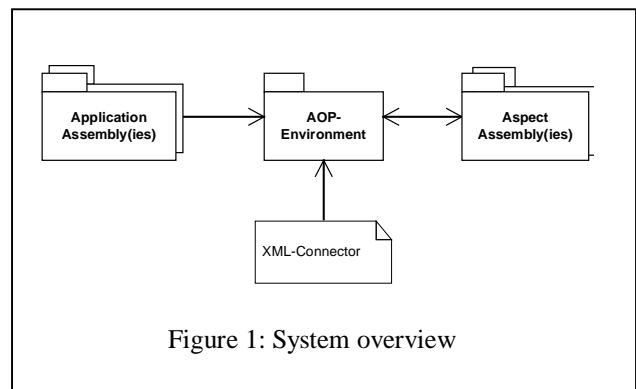 Application
Assembly(ies)
AOP-
Environment
Aspect
Assembly(ies)
XML-Connector
Figure 1: System overview